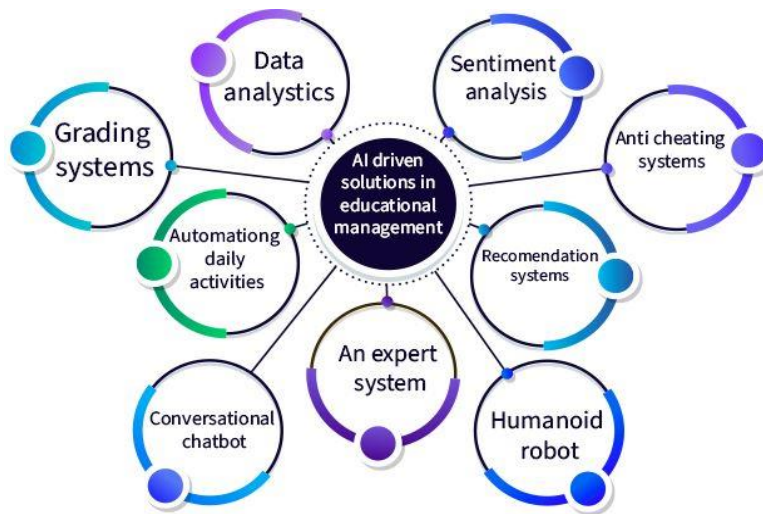 Data
analystics
Sentiment
analysis
Grading
systems
AI driven
solutions in
educational
management
Anti cheating
systems
Automationg
daily
activities
Recomendation
systems
An expert
system
Conversational
chatbot
Humanoid
robot